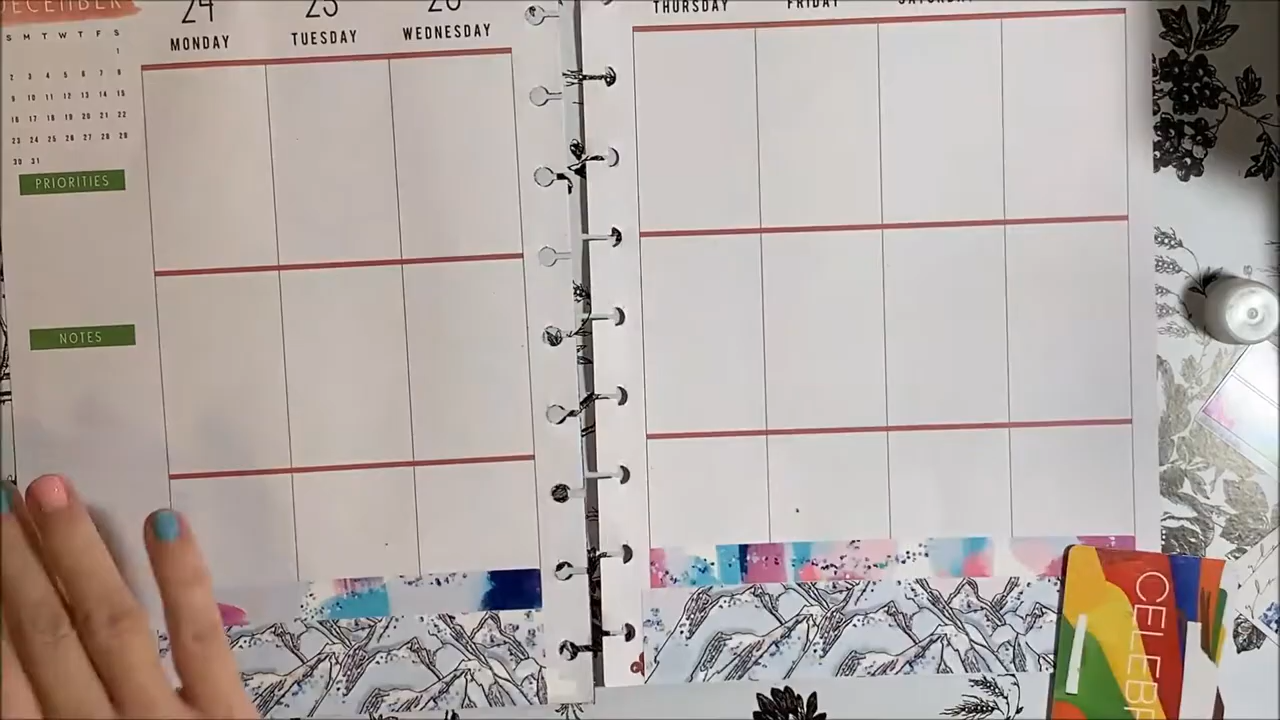 DECEMBER
S M T W T F S
1
2 3 4 5 6 7 8
9 10 11 12 13 14 15
16 17 18 19 20 21 22
23 24 25 26 27 28 29
30 31
PRIORITIES
NOTES
24 25 26
MONDAY TUESDAY WEDNESDAY
THURSDAY FRIDAY SATURDAY
CELEB